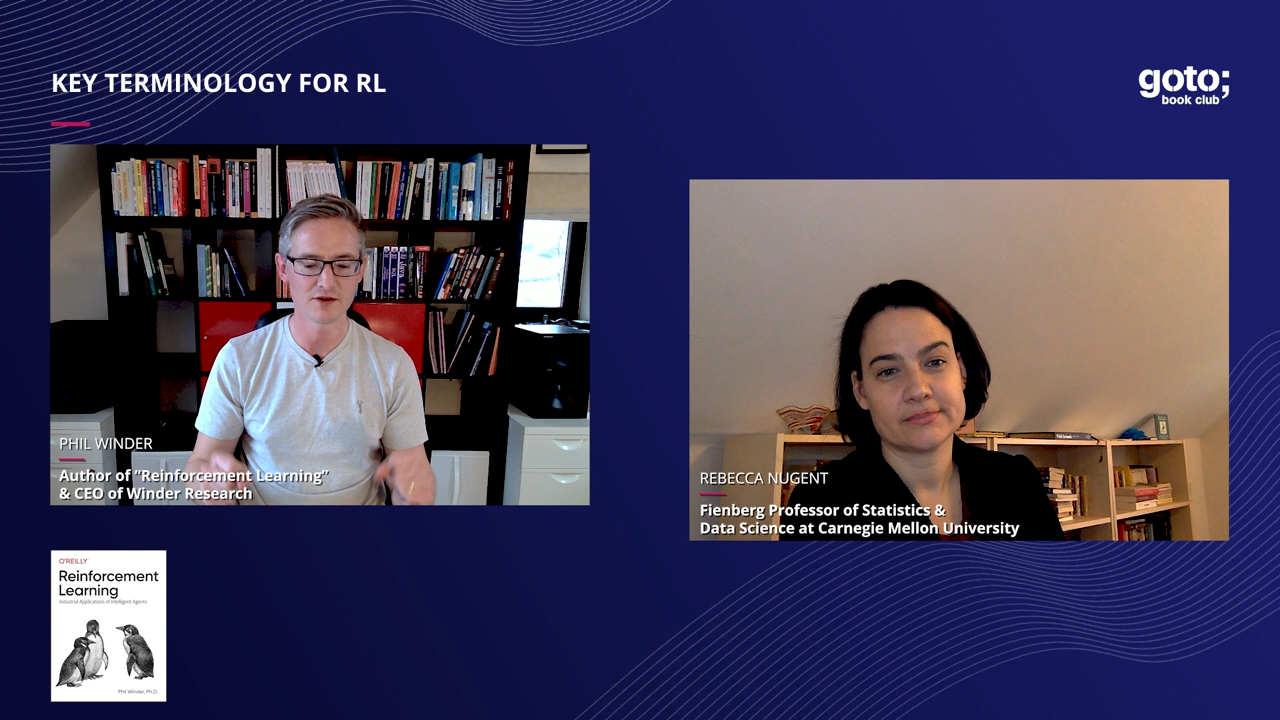 KEY TERMINOLOGY FOR RL
goto;
book club
PHIL WINDER
Author of “Reinforcement Learning”
& CEO of Winder Research
REBECCA NUGENT
Fienberg Professor of Statistics &
Data Science at Carnegie Mellon University
O'REILLY
Reinforcement
Learning
Industrial Applications of Intelligent Agents
Phil Winder, Ph.D.